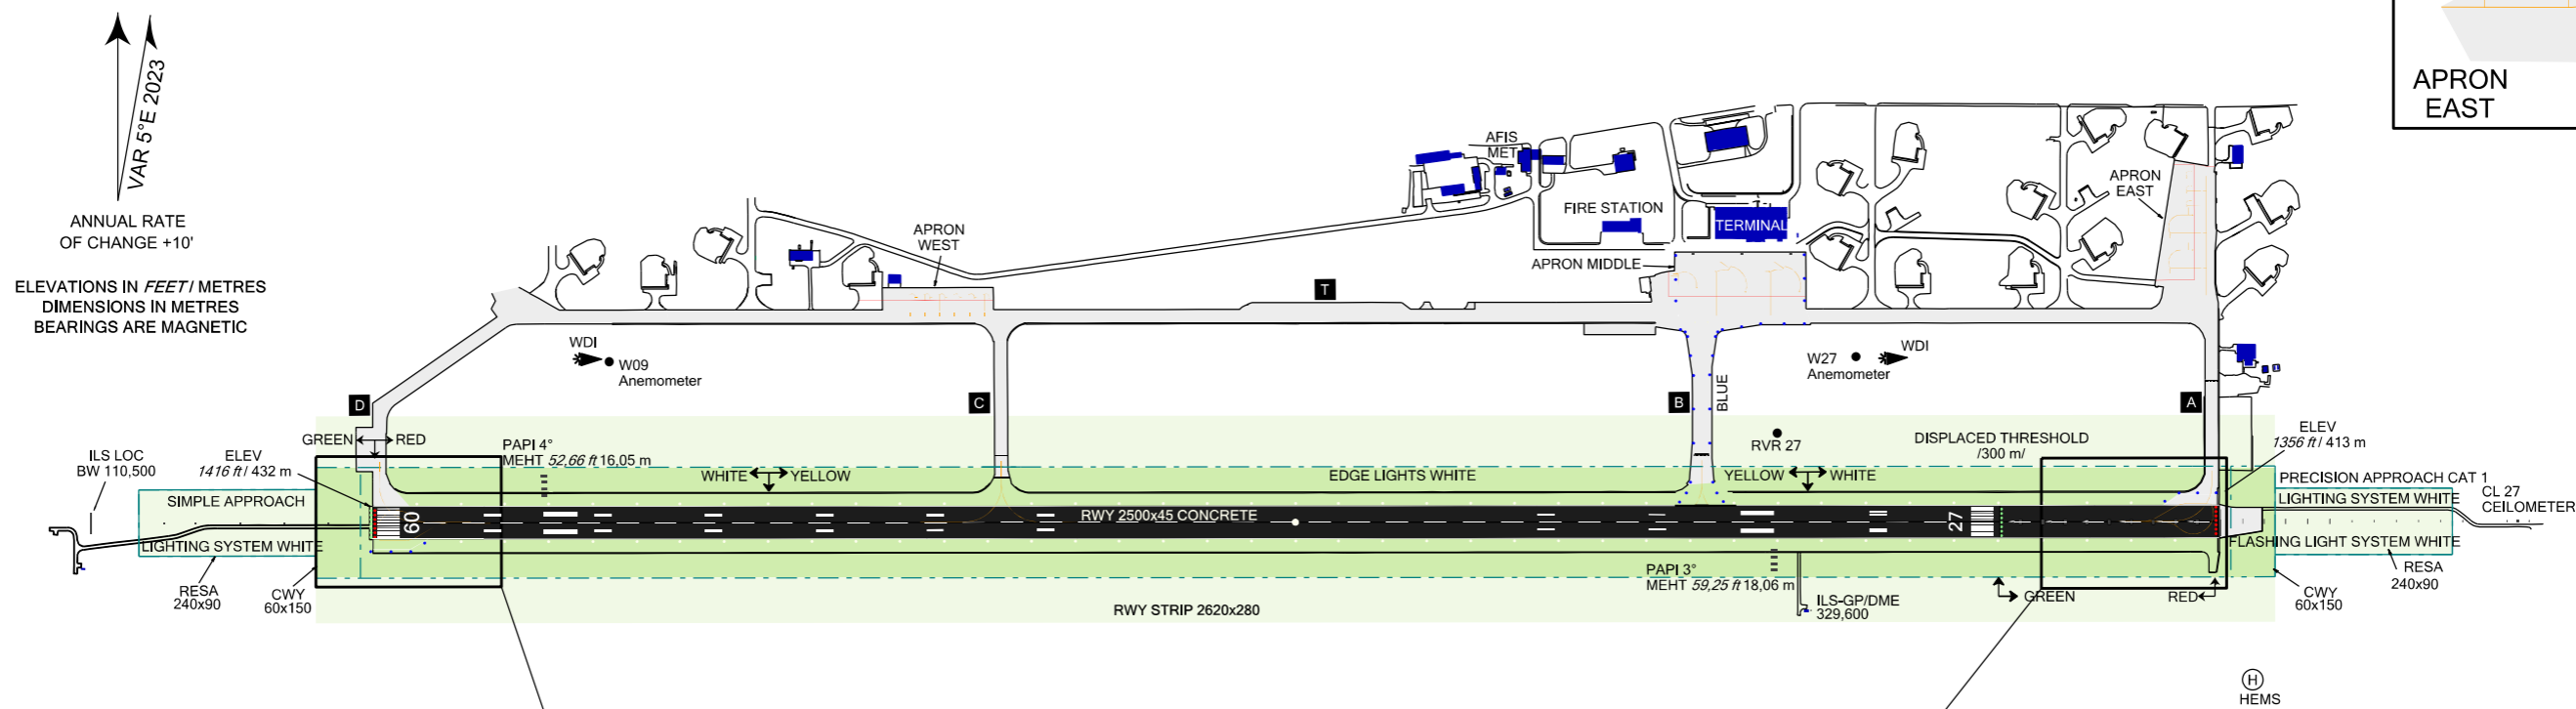 VAR 5°E 2023
ANNUAL RATE
OF CHANGE +10'
ELEVATIONS IN FEET / METRES
DIMENSIONS IN METRES
BEARINGS ARE MAGNETIC
APRON
EAST
AFIS
MET
FIRE STATION
TERMINAL
APRON
EAST
APRON
WEST
APRON MIDDLE
T
WDI
W09
Anemometer
W27
Anemometer
WDI
D
C
B
BLUE
A
GREEN
RED
PAPI 4°
MEHT 52,66 ft 16,05 m
RVR 27
DISPLACED THRESHOLD
/300 m/
ELEV
1356 ft / 413 m
ILS LOC
BW 110,500
ELEV
1416 ft / 432 m
WHITE
YELLOW
EDGE LIGHTS WHITE
YELLOW
WHITE
PRECISION APPROACH CAT 1
SIMPLE APPROACH
LIGHTING SYSTEM WHITE
CL 27
CEILOMETER
09
RWY 2500x45 CONCRETE
27
LIGHTING SYSTEM WHITE
FLASHING LIGHT SYSTEM WHITE
RESA
240x90
CWY
60x150
PAPI 3°
MEHT 59,25 ft 18,06 m
ILS-GP/DME
329,600
GREEN
RED
RESA
240x90
CWY
60x150
RWY STRIP 2620x280
H
HEMS